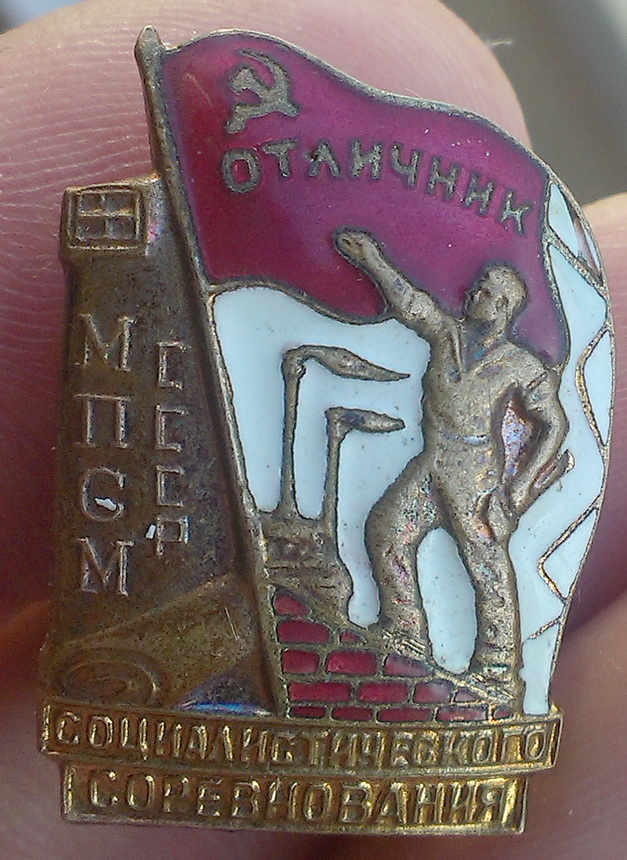 ОТЛИЧНИК
МПСМ
СССР
СОЦИАЛИСТИЧЕСКОГО
СОРЕВНОВАНИЯ